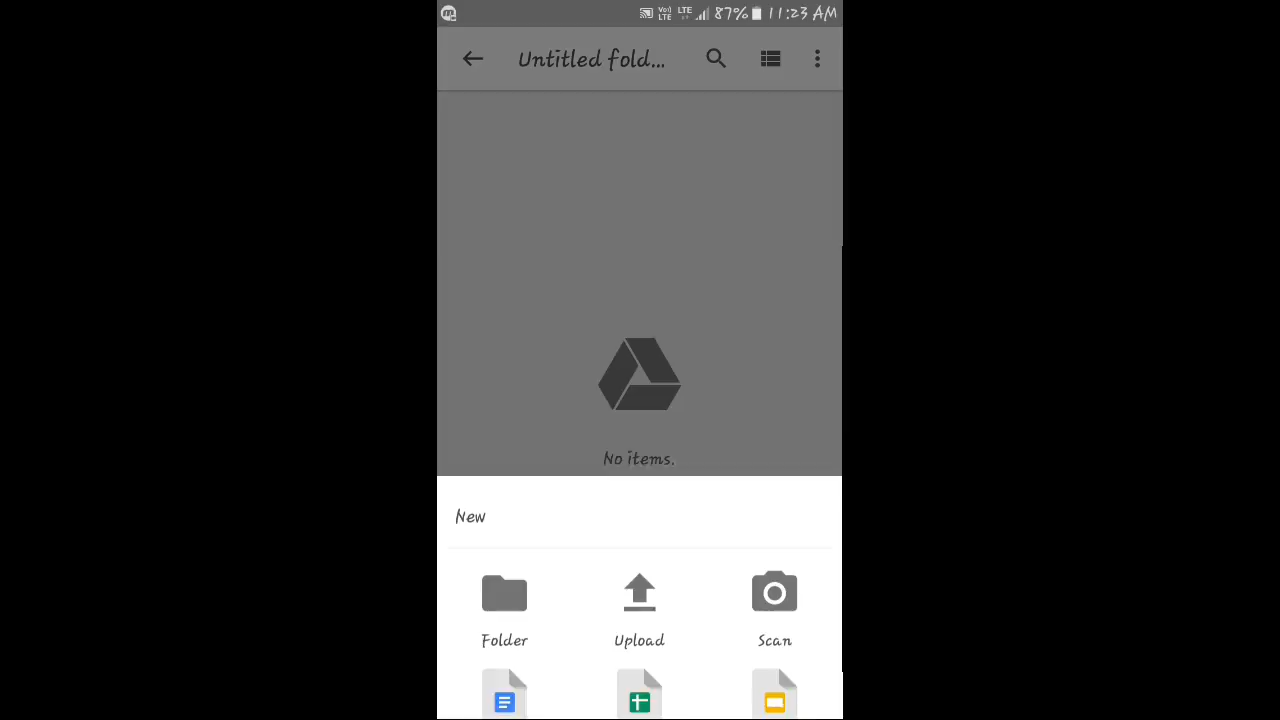 Vo) LTE LTE 87% 11:23 AM
Untitled fold...
No items.
New
Folder Upload Scan